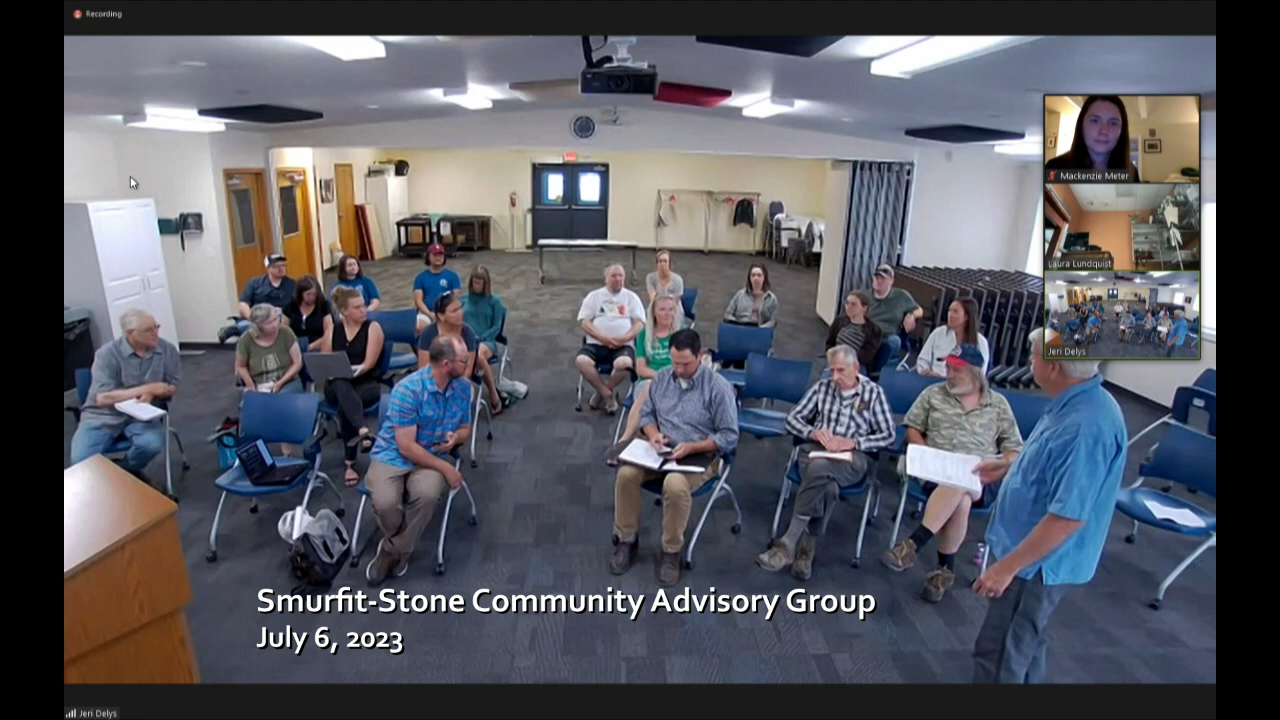 Recording
Mackenzie Meter
Laura Lundquist
Jeri Delys
Smurfit-Stone Community Advisory Group
July 6, 2023
Jeri Delys